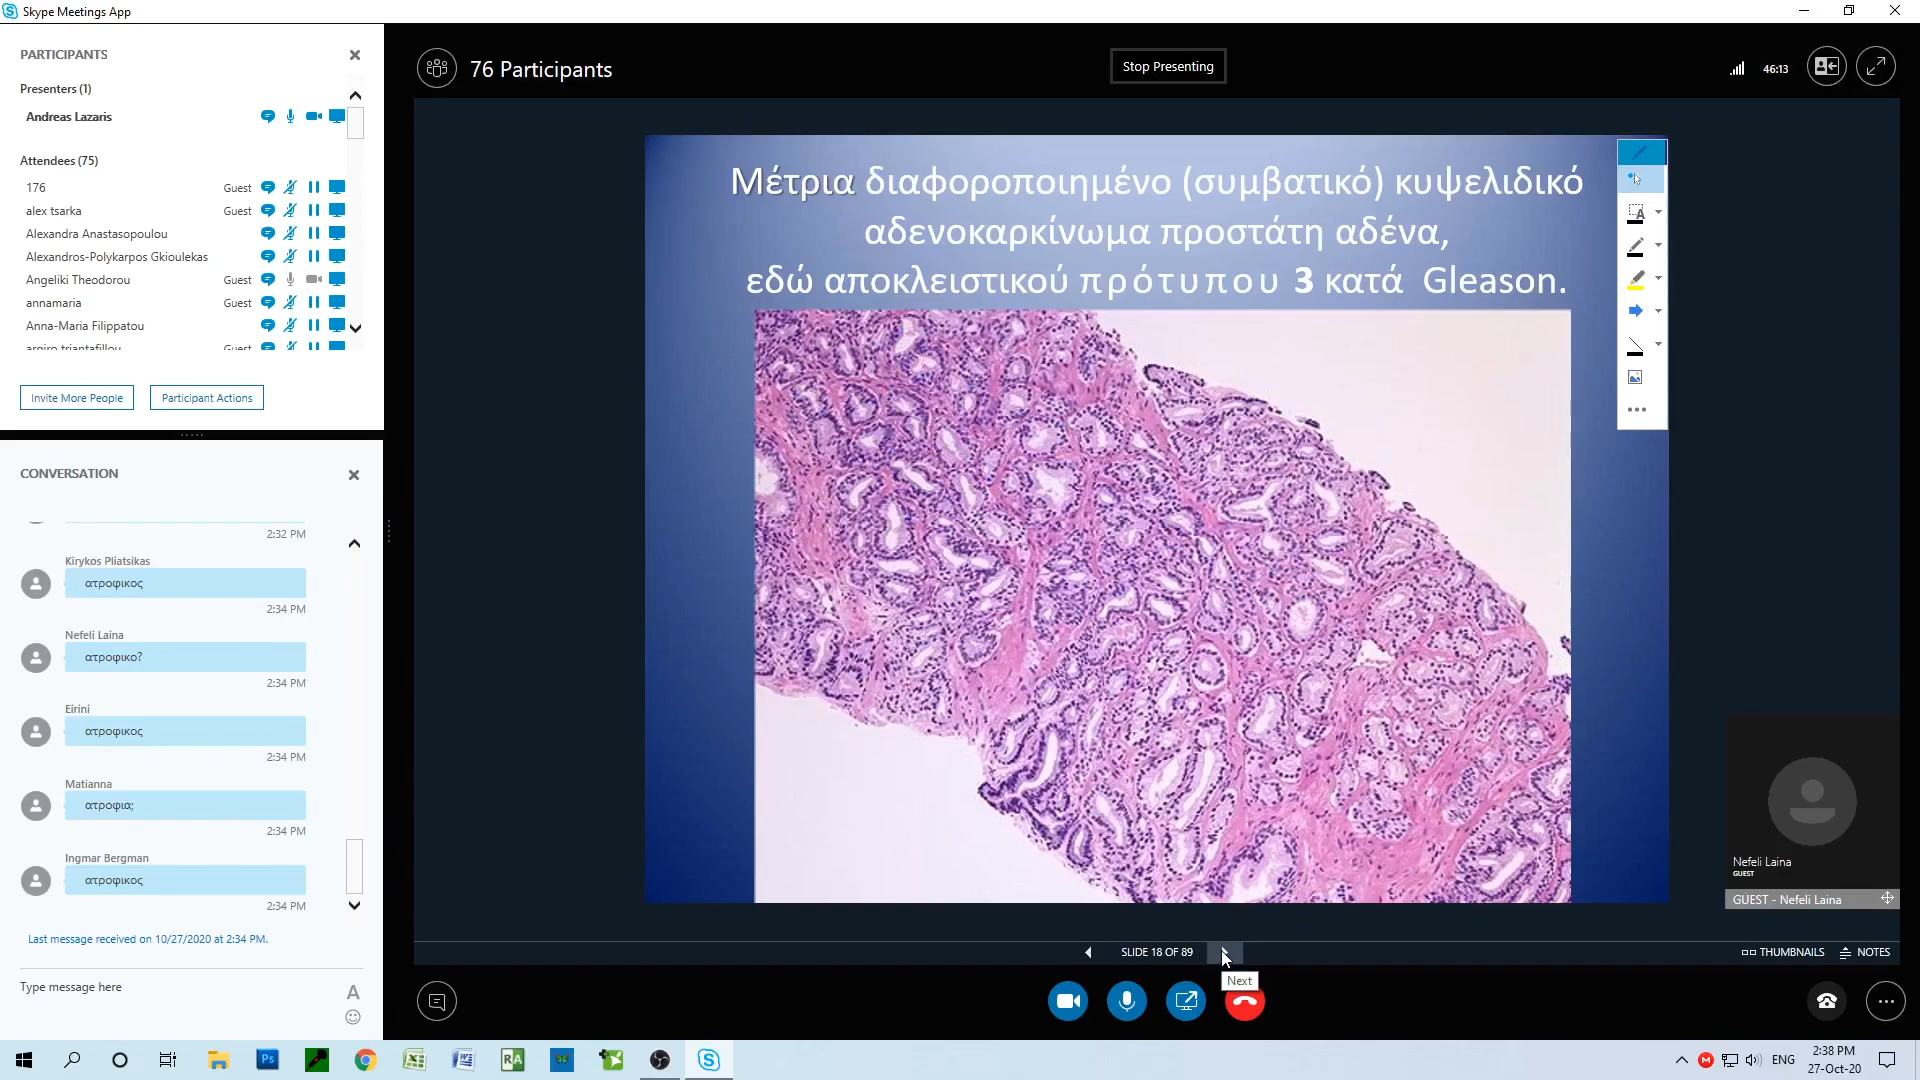 Skype Meetings App
PARTICIPANTS
Presenters (1)
Andreas Lazaris
Attendees (75)
176 Guest
alex tsarka Guest
Alexandra Anastasopoulou
Alexandros-Polykarpos Gkioulekas
Angeliki Theodorou Guest
annamaria Guest
Anna-Maria Filippatou
argiro triantafillou Guest
Invite More People
Participant Actions
CONVERSATION
2:32 PM
Kirykos Pliatsikas
ατροφικος
2:34 PM
Nefeli Laina
ατροφικο?
2:34 PM
Eirini
ατροφικος
2:34 PM
Matianna
ατροφια;
2:34 PM
Ingmar Bergman
ατροφικος
2:34 PM
Last message received on 10/27/2020 at 2:34 PM.
Type message here
76 Participants
Stop Presenting
46:13
Μέτρια διαφοροποιημένο (συμβατικό) κυψελιδικό
αδενοκαρκίνωμα προστάτη αδένα,
εδώ αποκλειστικού π ρ ό τ υ π ο υ 3 κατά Gleason.
Nefeli Laina
GUEST
GUEST - Nefeli Laina
SLIDE 18 OF 89
THUMBNAILS
NOTES
Next
ENG
2:38 PM
27-Oct-20